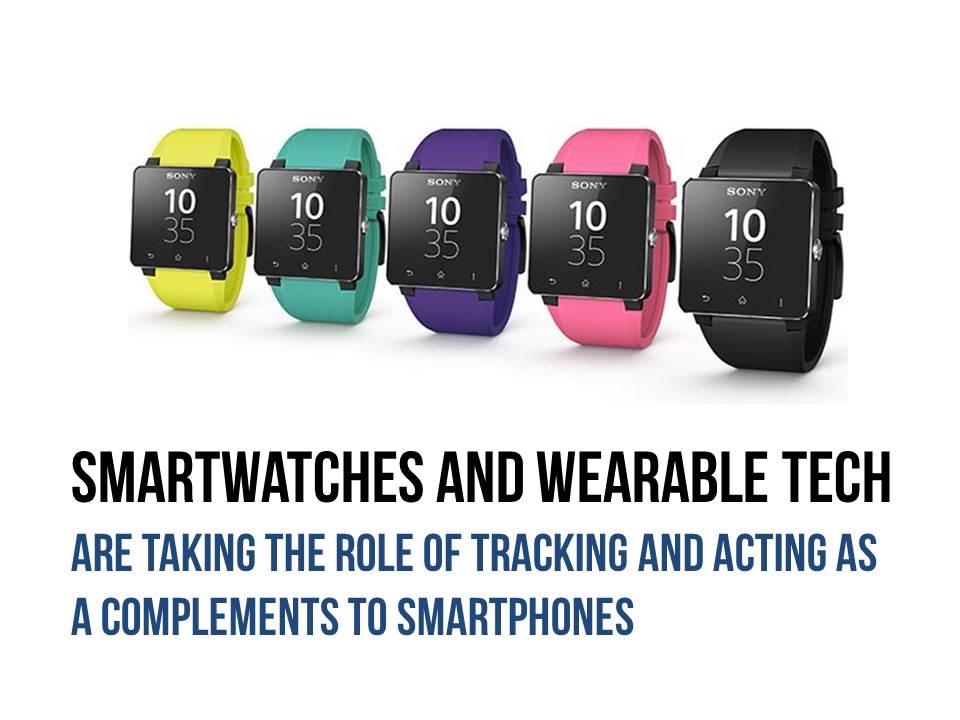 SONY
10
35
SONY
10
35
SONY
10
35
SONY
10
35
SONY
10
35
SMARTWATCHES AND WEARABLE TECH
ARE TAKING THE ROLE OF TRACKING AND ACTING AS
A COMPLEMENTS TO SMARTPHONES